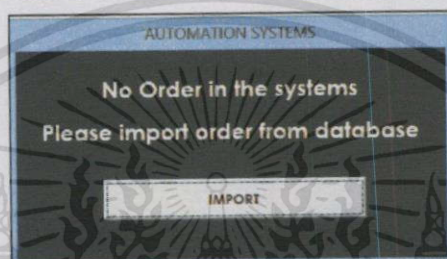 AUTOMATION SYSTEMS
No Order in the systems
Please import order from database
IMPORT